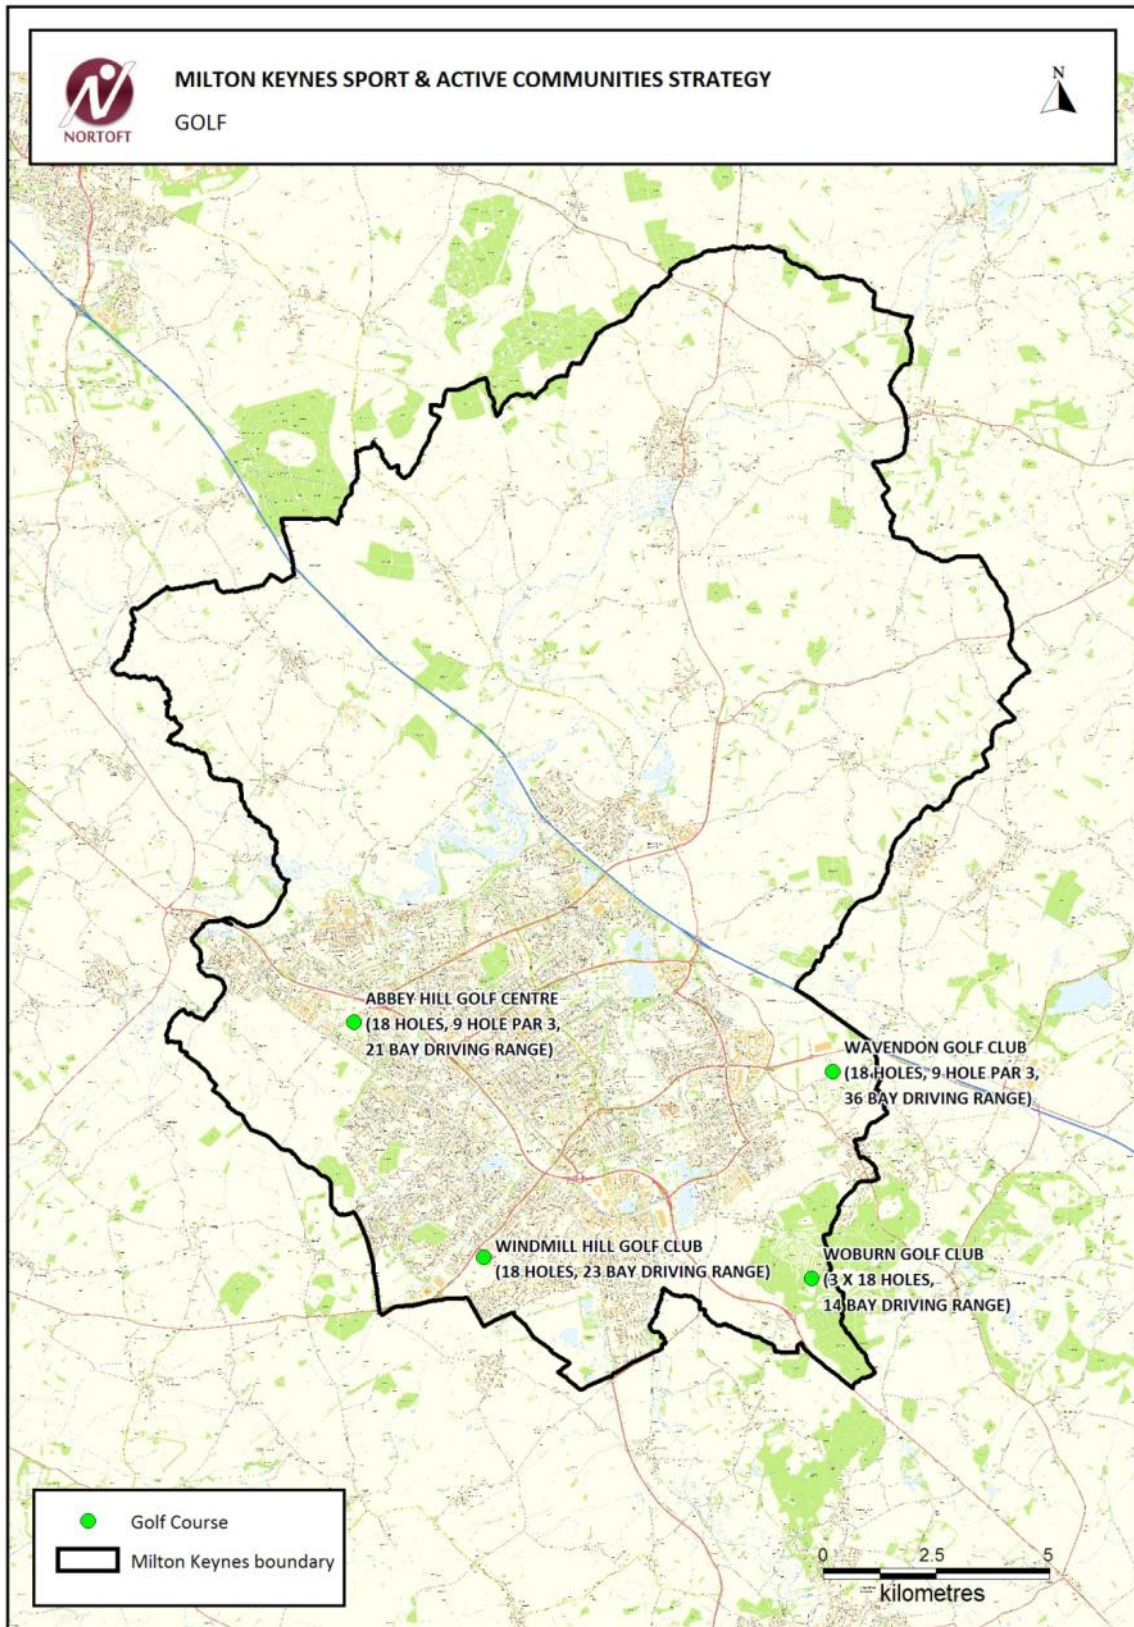 NORTOFT
MILTON KEYNES SPORT & ACTIVE COMMUNITIES STRATEGY
GOLF
N
ABBEY HILL GOLF CENTRE
(18 HOLES, 9 HOLE PAR 3,
21 BAY DRIVING RANGE)
WAVENDON GOLF CLUB
(18 HOLES, 9 HOLE PAR 3,
36 BAY DRIVING RANGE)
WINDMILL HILL GOLF CLUB
(18 HOLES, 23 BAY DRIVING RANGE)
WOBURN GOLF CLUB
(3 X 18 HOLES,
14 BAY DRIVING RANGE)
Golf Course
Milton Keynes boundary
0 2.5 5
kilometres